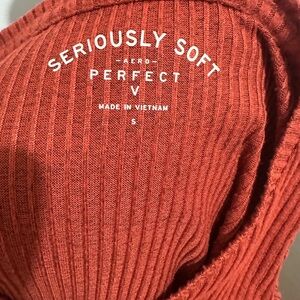 SERIOUSLY SOFT
-AERO-
PERFECT
V
MADE IN VIETNAM
S